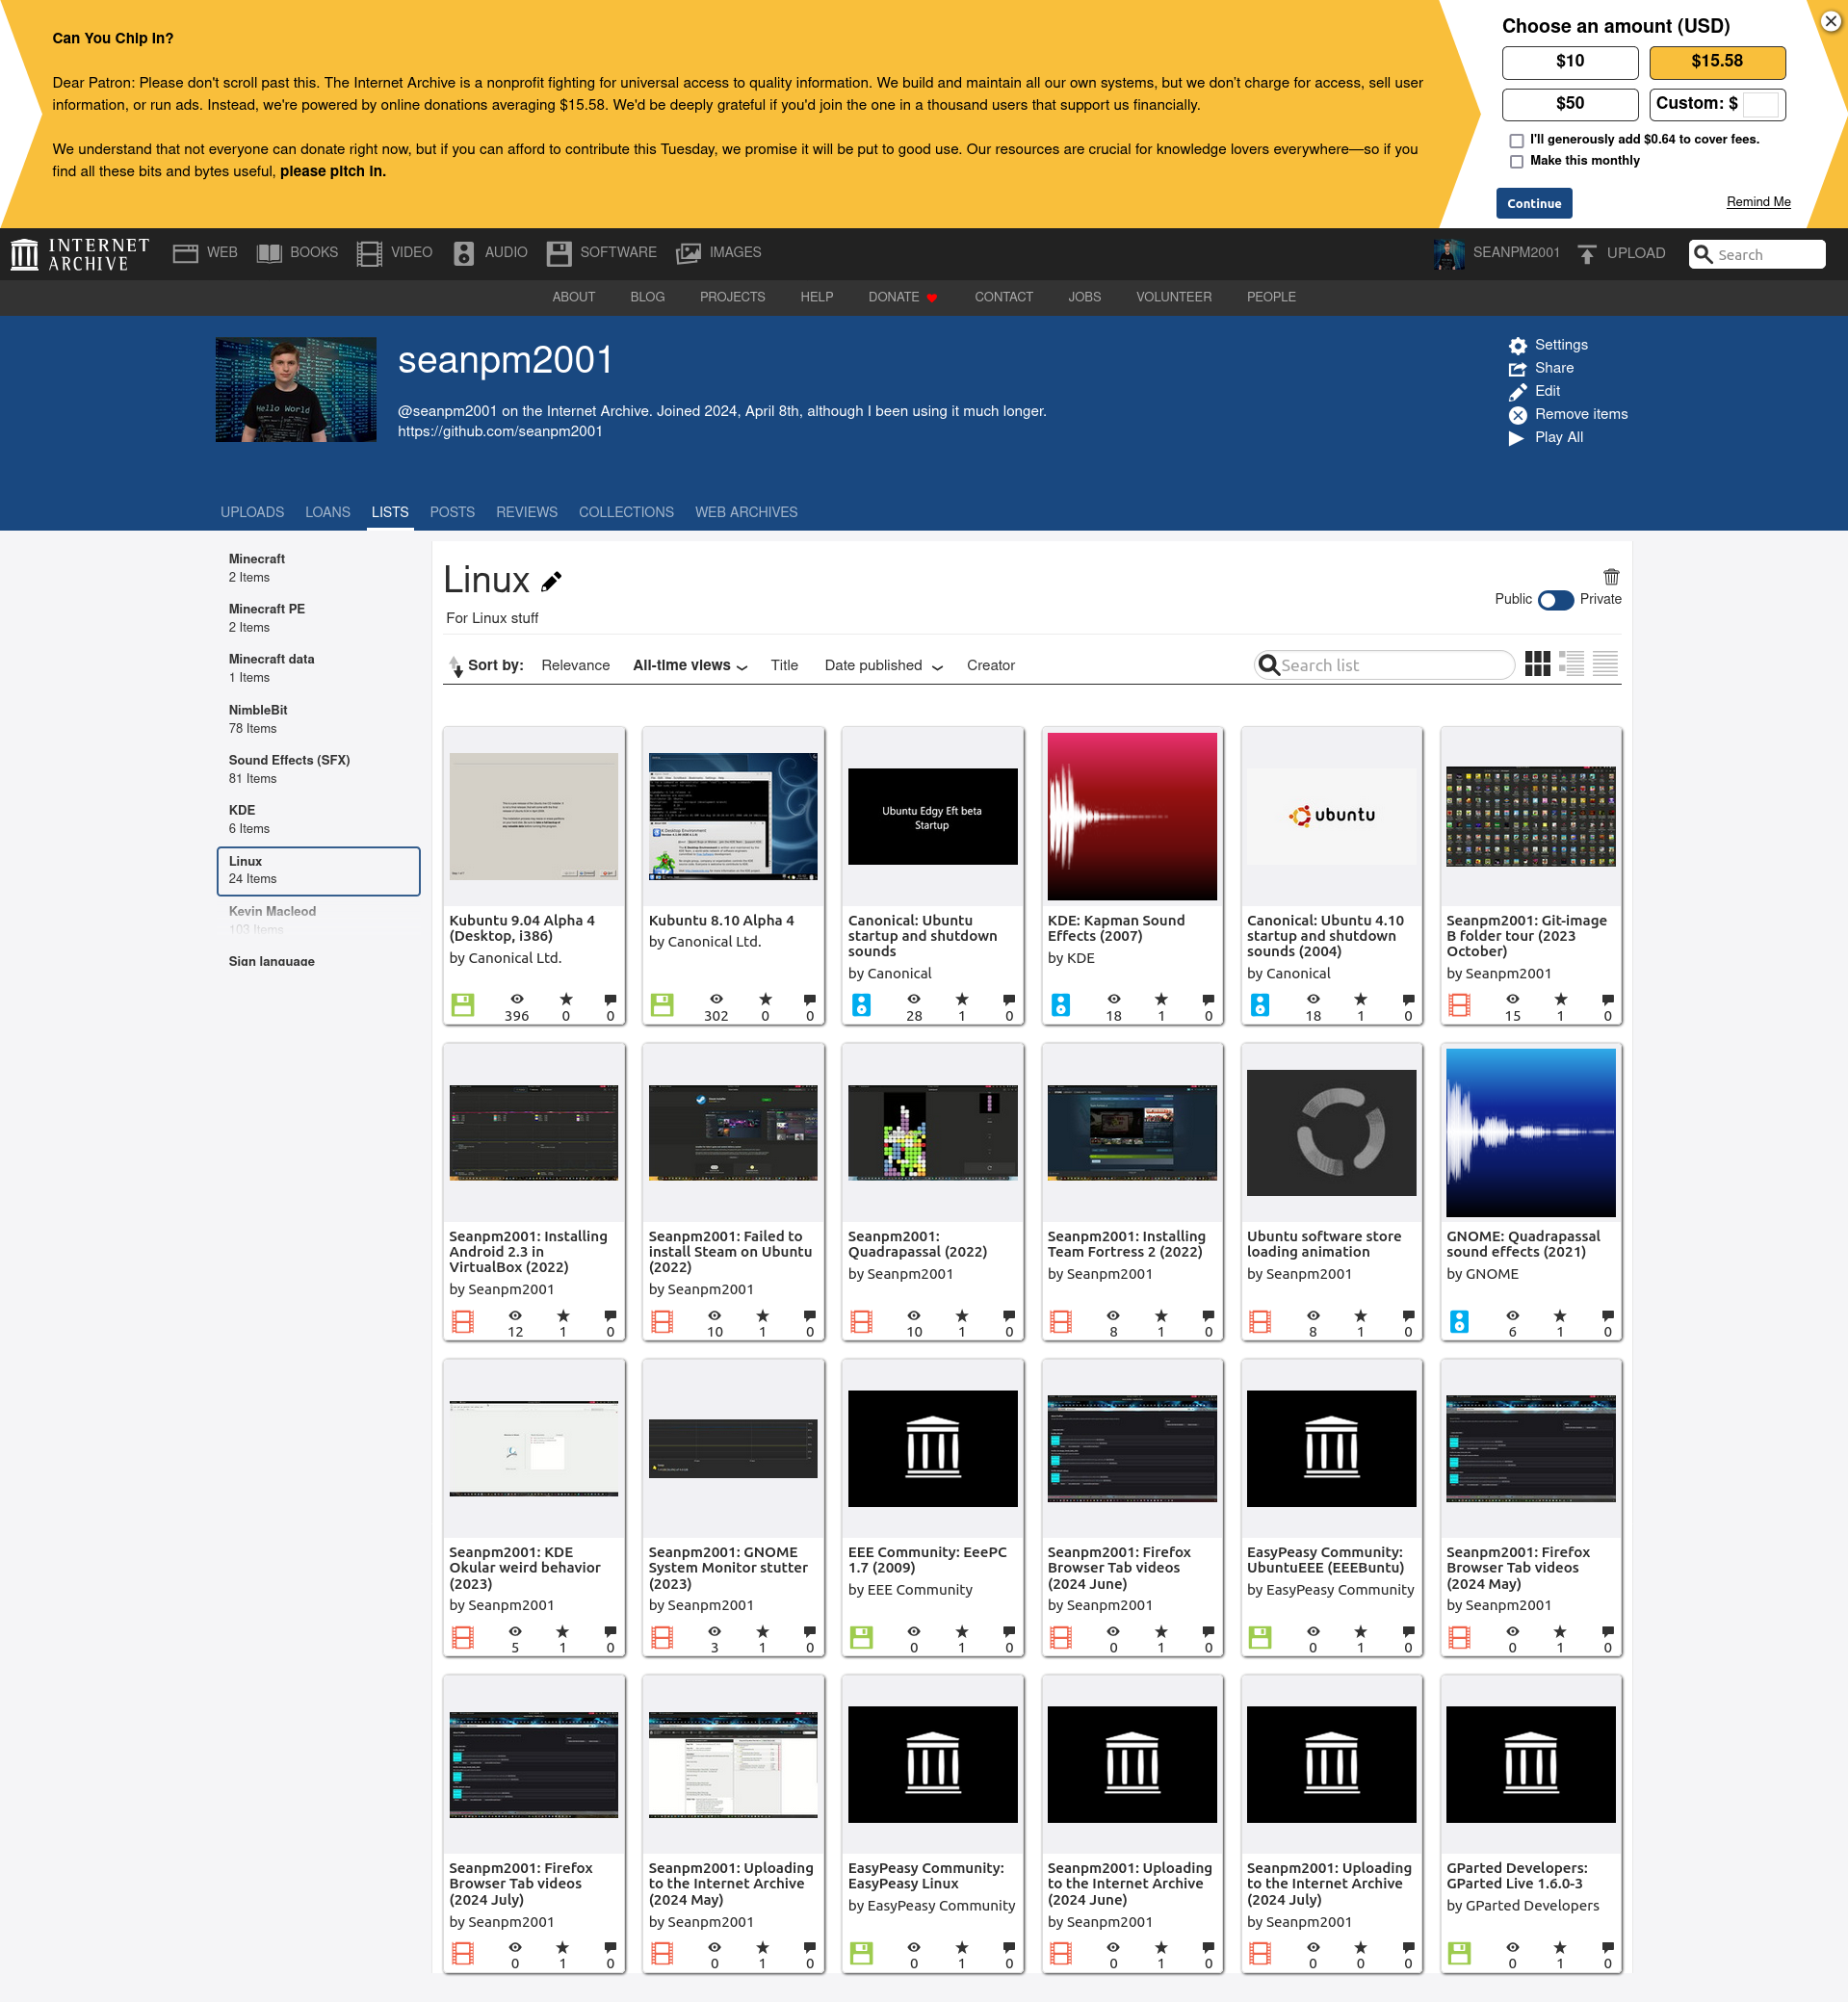 Can You Chip In?
Dear Patron: Please don't scroll past this. The Internet Archive is a nonprofit fighting for universal access to quality information. We build and maintain all our own systems, but we don’t charge for access, sell user
information, or run ads. Instead, we're powered by online donations averaging $15.58. We'd be deeply grateful if you'd join the one in a thousand users that support us financially.
We understand that not everyone can donate right now, but if you can afford to contribute this Tuesday, we promise it will be put to good use. Our resources are crucial for knowledge lovers everywhere—so if you
find all these bits and bytes useful, please pitch in.
Choose an amount (USD)
$10
$15.58
$50
Custom: $
I'll generously add $0.64 to cover fees.
Make this monthly
Continue
Remind Me
INTERNET
ARCHIVE
WEB
BOOKS
VIDEO
AUDIO
SOFTWARE
IMAGES
SEANPM2001
UPLOAD
Search
ABOUT
BLOG
PROJECTS
HELP
DONATE
CONTACT
JOBS
VOLUNTEER
PEOPLE
Hello World
seanpm2001
@seanpm2001 on the Internet Archive. Joined 2024, April 8th, although I been using it much longer.
https://github.com/seanpm2001
Settings
Share
Edit
Remove items
Play All
UPLOADS
LOANS
LISTS
POSTS
REVIEWS
COLLECTIONS
WEB ARCHIVES
Minecraft
2 Items
Minecraft PE
2 Items
Minecraft data
1 Items
NimbleBit
78 Items
Sound Effects (SFX)
81 Items
KDE
6 Items
Linux
24 Items
Kevin Macleod
103 Items
Sign language
Linux
For Linux stuff
Public
Private
Sort by:
Relevance
All-time views
Title
Date published
Creator
Search list
Kubuntu 9.04 Alpha 4
(Desktop, i386)
by Canonical Ltd.
396
0
0
Kubuntu 8.10 Alpha 4
by Canonical Ltd.
302
0
0
Ubuntu Edgy Eft beta
Startup
Canonical: Ubuntu
startup and shutdown
sounds
by Canonical
28
1
0
KDE: Kapman Sound
Effects (2007)
by KDE
18
1
0
ubuntu
Canonical: Ubuntu 4.10
startup and shutdown
sounds (2004)
by Canonical
18
1
0
Seanpm2001: Git-image
B folder tour (2023
October)
by Seanpm2001
15
1
0
Seanpm2001: Installing
Android 2.3 in
VirtualBox (2022)
by Seanpm2001
12
1
0
Seanpm2001: Failed to
install Steam on Ubuntu
(2022)
by Seanpm2001
10
1
0
Seanpm2001:
Quadrapassal (2022)
by Seanpm2001
10
1
0
Seanpm2001: Installing
Team Fortress 2 (2022)
by Seanpm2001
8
1
0
Ubuntu software store
loading animation
by Seanpm2001
8
1
0
GNOME: Quadrapassal
sound effects (2021)
by GNOME
6
1
0
Seanpm2001: KDE
Okular weird behavior
(2023)
by Seanpm2001
5
1
0
Seanpm2001: GNOME
System Monitor stutter
(2023)
by Seanpm2001
3
1
0
EEE Community: EeePC
1.7 (2009)
by EEE Community
0
1
0
Seanpm2001: Firefox
Browser Tab videos
(2024 June)
by Seanpm2001
0
1
0
EasyPeasy Community:
UbuntuEEE (EEEBuntu)
by EasyPeasy Community
0
1
0
Seanpm2001: Firefox
Browser Tab videos
(2024 May)
by Seanpm2001
0
1
0
Seanpm2001: Firefox
Browser Tab videos
(2024 July)
by Seanpm2001
0
1
0
Seanpm2001: Uploading
to the Internet Archive
(2024 May)
by Seanpm2001
0
1
0
EasyPeasy Community:
EasyPeasy Linux
by EasyPeasy Community
0
1
0
Seanpm2001: Uploading
to the Internet Archive
(2024 June)
by Seanpm2001
0
1
0
Seanpm2001: Uploading
to the Internet Archive
(2024 July)
by Seanpm2001
0
0
0
GParted Developers:
GParted Live 1.6.0-3
by GParted Developers
0
1
0